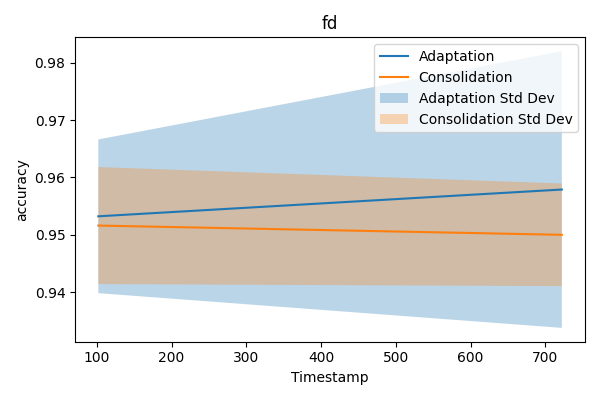 fd
Adaptation
Consolidation
Adaptation Std Dev
Consolidation Std Dev
accuracy
0.98
0.97
0.96
0.95
0.94
100 200 300 400 500 600 700
Timestamp